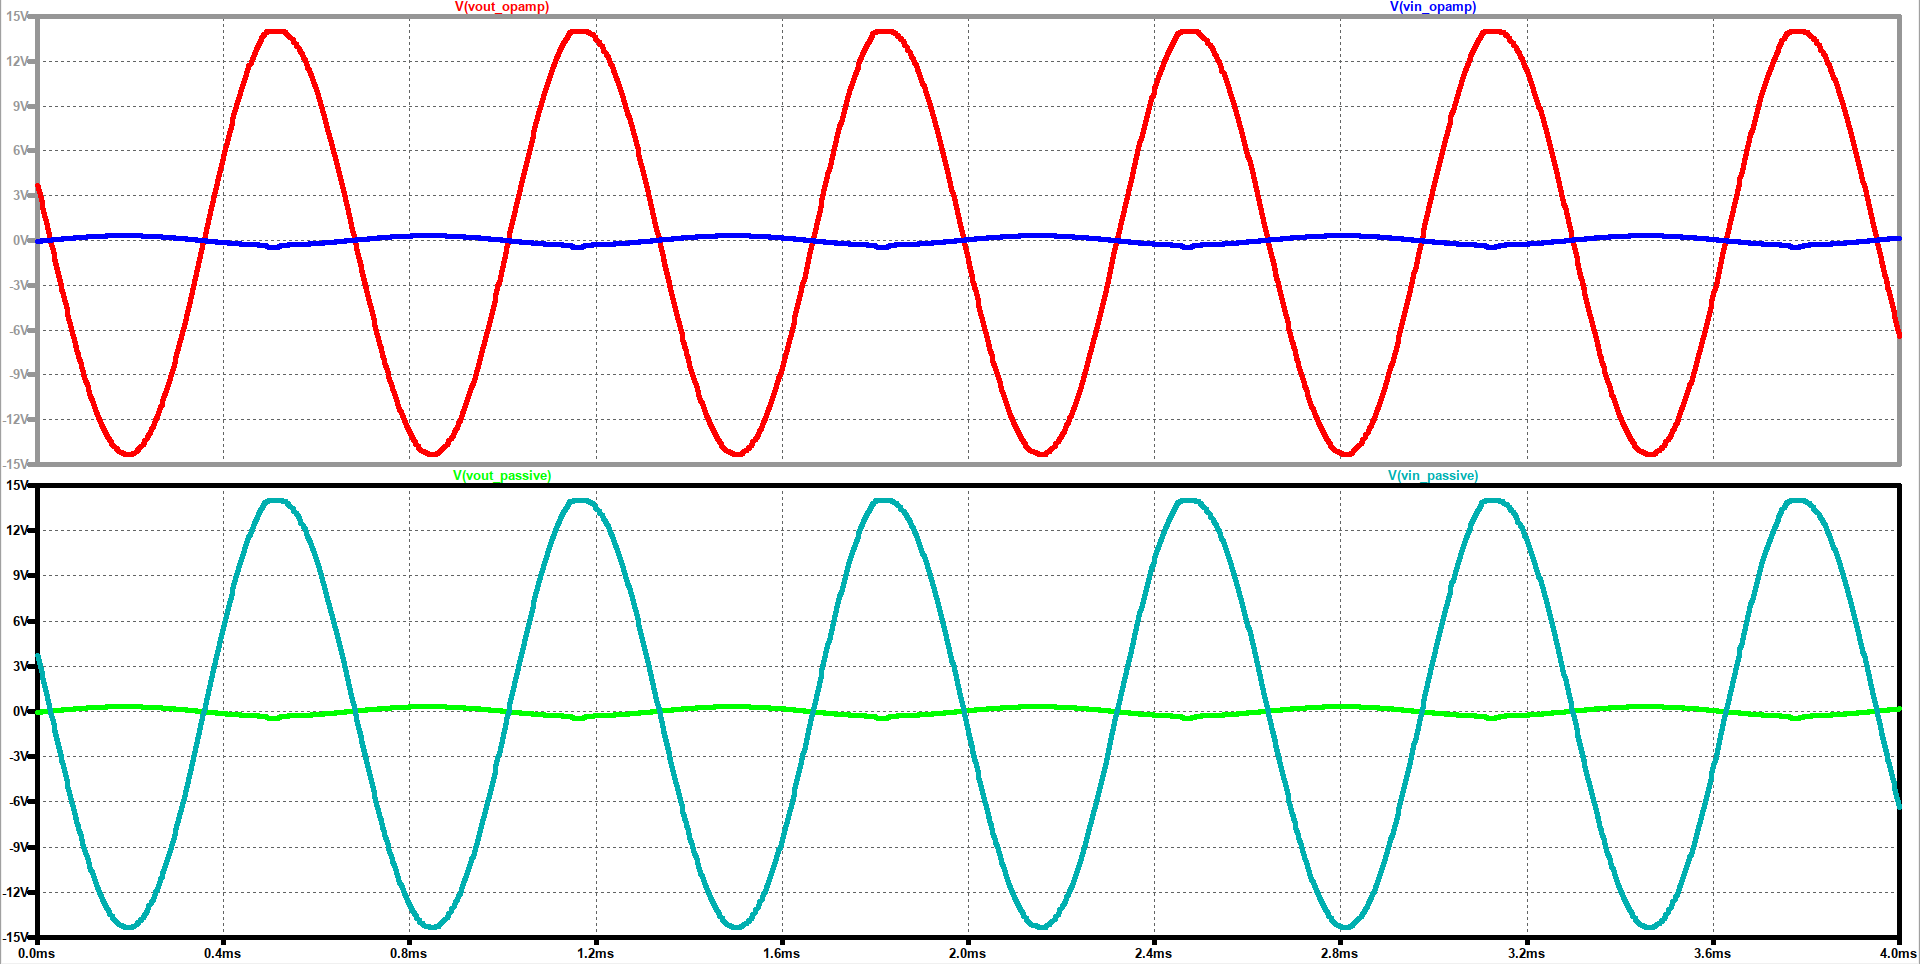 V(vout_opamp) V(vin_opamp)
15V
12V
9V
6V
3V
0V
-3V
-6V
-9V
-12V
-15V
V(vout_passive) V(vin_passive)
15V
12V
9V
6V
3V
0V
-3V
-6V
-9V
-12V
-15V
0.0ms 0.4ms 0.8ms 1.2ms 1.6ms 2.0ms 2.4ms 2.8ms 3.2ms 3.6ms 4.0ms